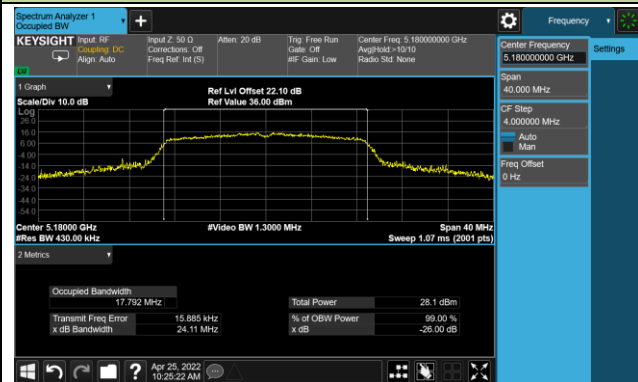 Spectrum Analyzer 1
Occupied BW
Frequency
KEYSIGHT
Input: RF
Coupling: DC
Align: Auto
Input Z: 50 Ω
Corrections: Off
Freq Ref: Int (S)
Atten: 20 dB
Trig: Free Run
Gate: Off
#IF Gain: Low
Center Freq: 5.180000000 GHz
Avg|Hold:>10/10
Radio Std: None
Center Frequency
5.180000000 GHz
Settings
Span
40.000 MHz
CF Step
4.000000 MHz
Auto
Man
Freq Offset
0 Hz
1 Graph
Scale/Div 10.0 dB
Ref Lvl Offset 22.10 dB
Ref Value 36.00 dBm
Log
26.0
16.0
6.00
-4.00
-14.0
-24.0
-34.0
-44.0
-54.0
Center 5.18000 GHz
#Res BW 430.00 kHz
#Video BW 1.3000 MHz
Span 40 MHz
Sweep 1.07 ms (2001 pts)
2 Metrics
Occupied Bandwidth
17.792 MHz
Transmit Freq Error 15.885 kHz
x dB Bandwidth 24.11 MHz
Total Power 28.1 dBm
% of OBW Power 99.00 %
x dB -26.00 dB
Apr 25, 2022
10:25:22 AM